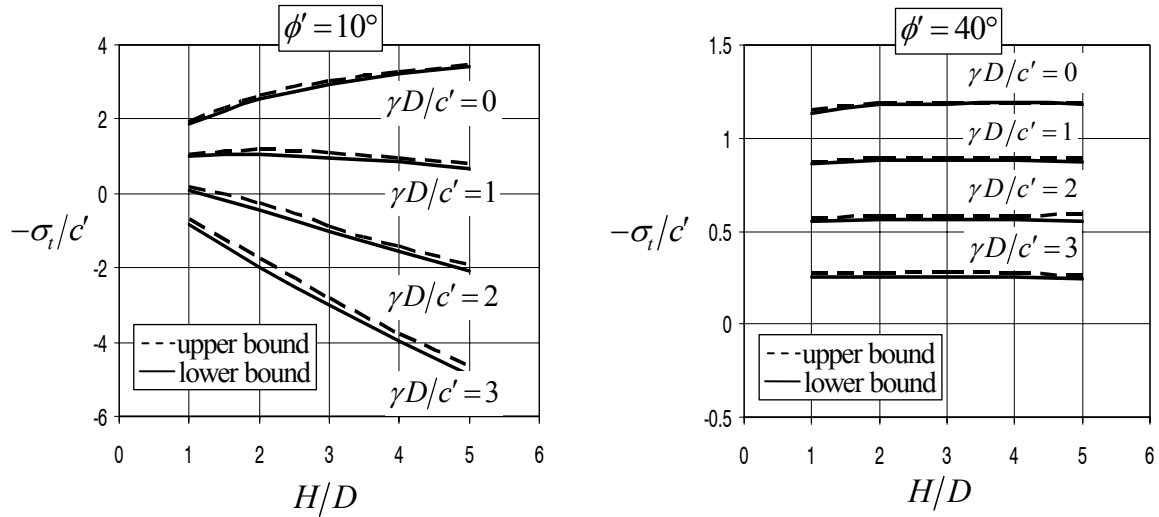 ϕ′ = 10°
4
2
0
-2
-4
-6
−σₜ/c′
γD/c′ = 0
γD/c′ = 1
γD/c′ = 2
γD/c′ = 3
upper bound
lower bound
0 1 2 3 4 5 6
H/D
ϕ′ = 40°
1.5
1
0.5
0
-0.5
−σₜ/c′
γD/c′ = 0
γD/c′ = 1
γD/c′ = 2
γD/c′ = 3
upper bound
lower bound
0 1 2 3 4 5 6
H/D